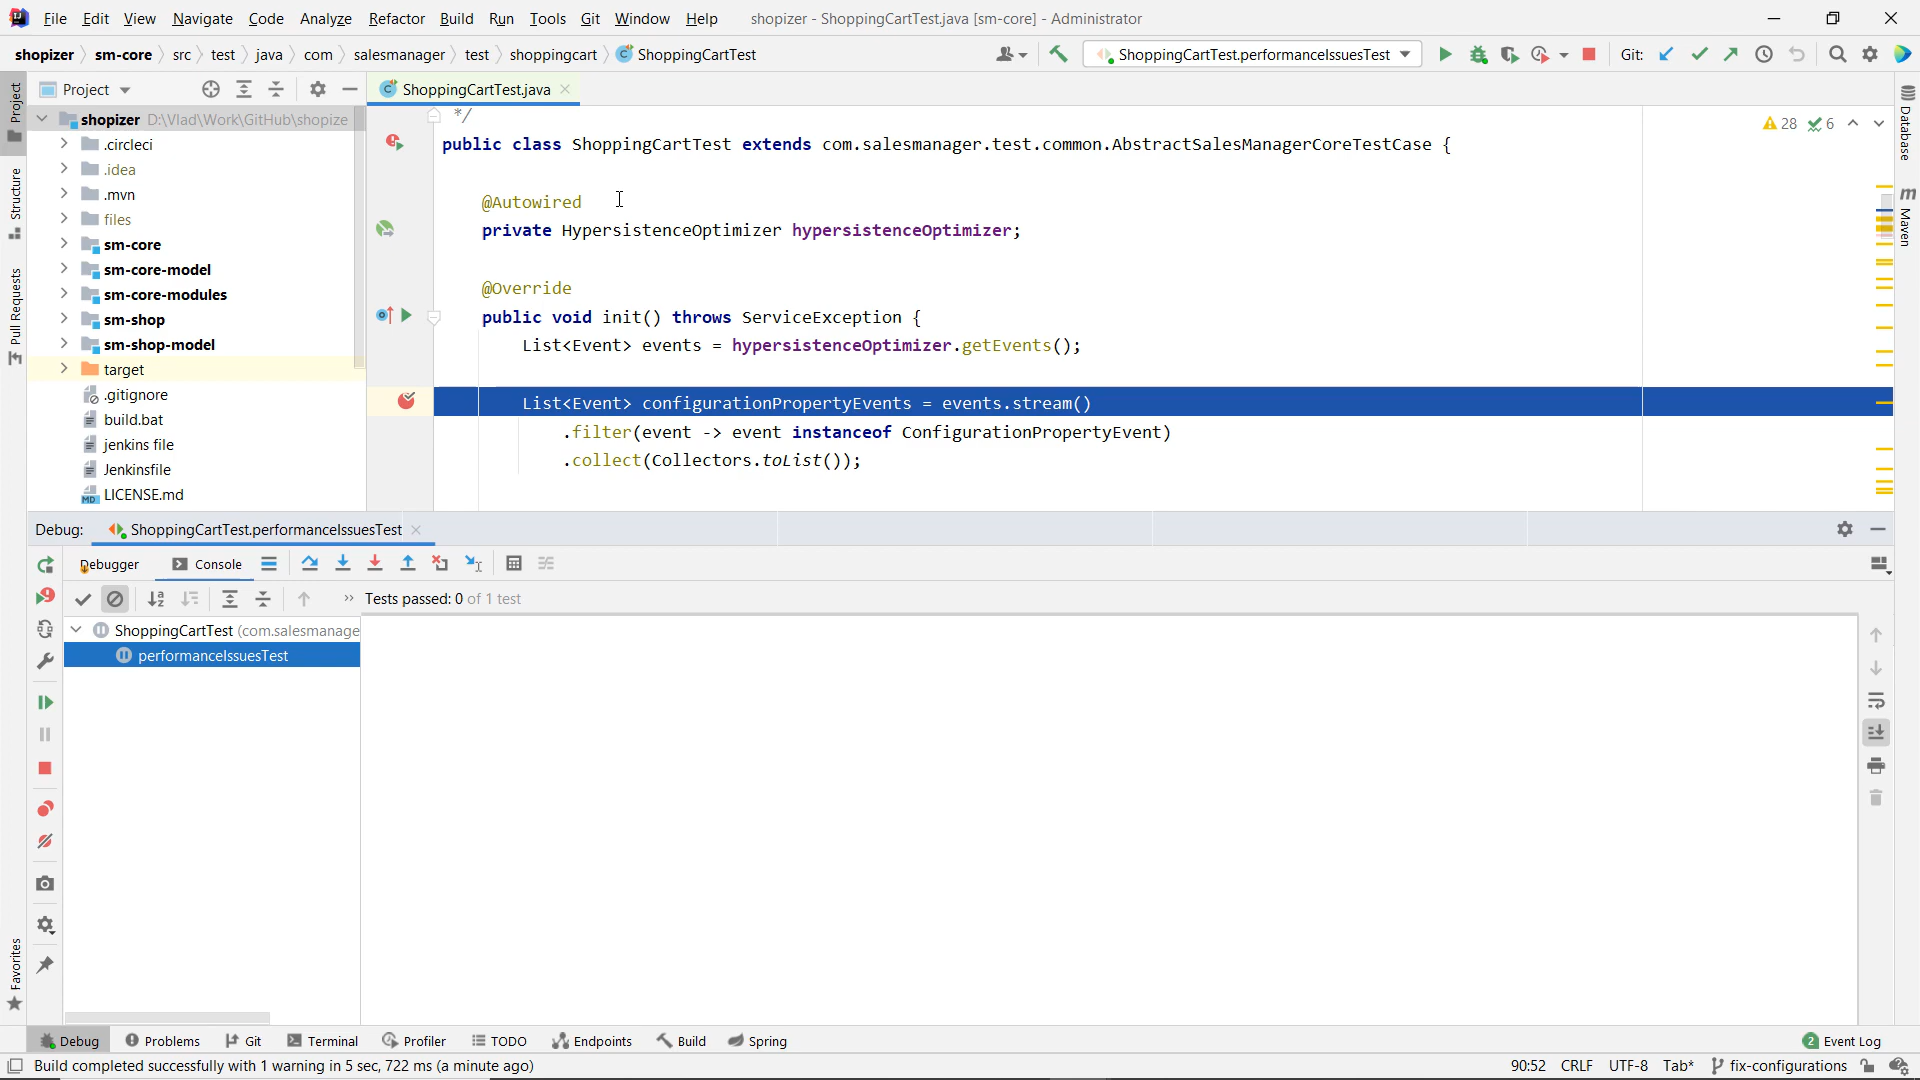 File Edit View Navigate Code Analyze Refactor Build Run Tools Git Window Help shopizer - ShoppingCartTest.java [sm-core] - Administrator
shopizer sm-core src test java com salesmanager test shoppingcart ShoppingCartTest ShoppingCartTest.performanceIssuesTest Git:
Project
ShoppingCartTest.java
shopizer D:\Vlad\Work\GitHub\shopize
.circleci
.idea
.mvn
files
sm-core
sm-core-model
sm-core-modules
sm-shop
sm-shop-model
target
.gitignore
build.bat
jenkins file
Jenkinsfile
LICENSE.md
*/
28 6
public class ShoppingCartTest extends com.salesmanager.test.common.AbstractSalesManagerCoreTestCase {
@Autowired
private HypersistenceOptimizer hypersistenceOptimizer;
@Override
public void init() throws ServiceException {
List<Event> events = hypersistenceOptimizer.getEvents();
List<Event> configurationPropertyEvents = events.stream()
.filter(event -> event instanceof ConfigurationPropertyEvent)
.collect(Collectors.toList());
Project
Structure
Pull Requests
Favorites
Database
m Maven
Debug: ShoppingCartTest.performanceIssuesTest
Debugger Console
Tests passed: 0 of 1 test
ShoppingCartTest (com.salesmanage
performanceIssuesTest
Debug Problems Git Terminal Profiler TODO Endpoints Build Spring 2 Event Log
Build completed successfully with 1 warning in 5 sec, 722 ms (a minute ago) 90:52 CRLF UTF-8 Tab* fix-configurations